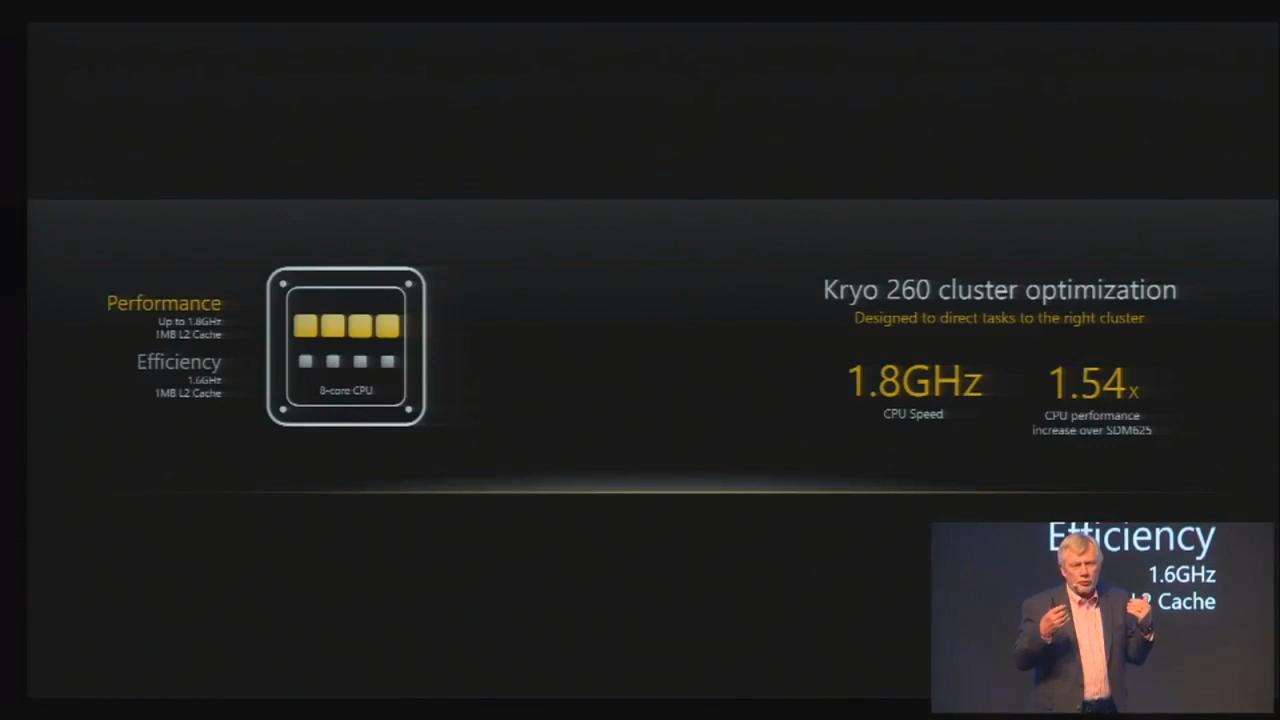 Performance
Up to 1.8GHz
1MB L2 Cache
Efficiency
1.6GHz
1MB L2 Cache
8-core CPU
Kryo 260 cluster optimization
Designed to direct tasks to the right cluster
1.8GHz
CPU Speed
1.54x
CPU performance
increase over SDM625
Efficiency
1.6GHz
L2 Cache